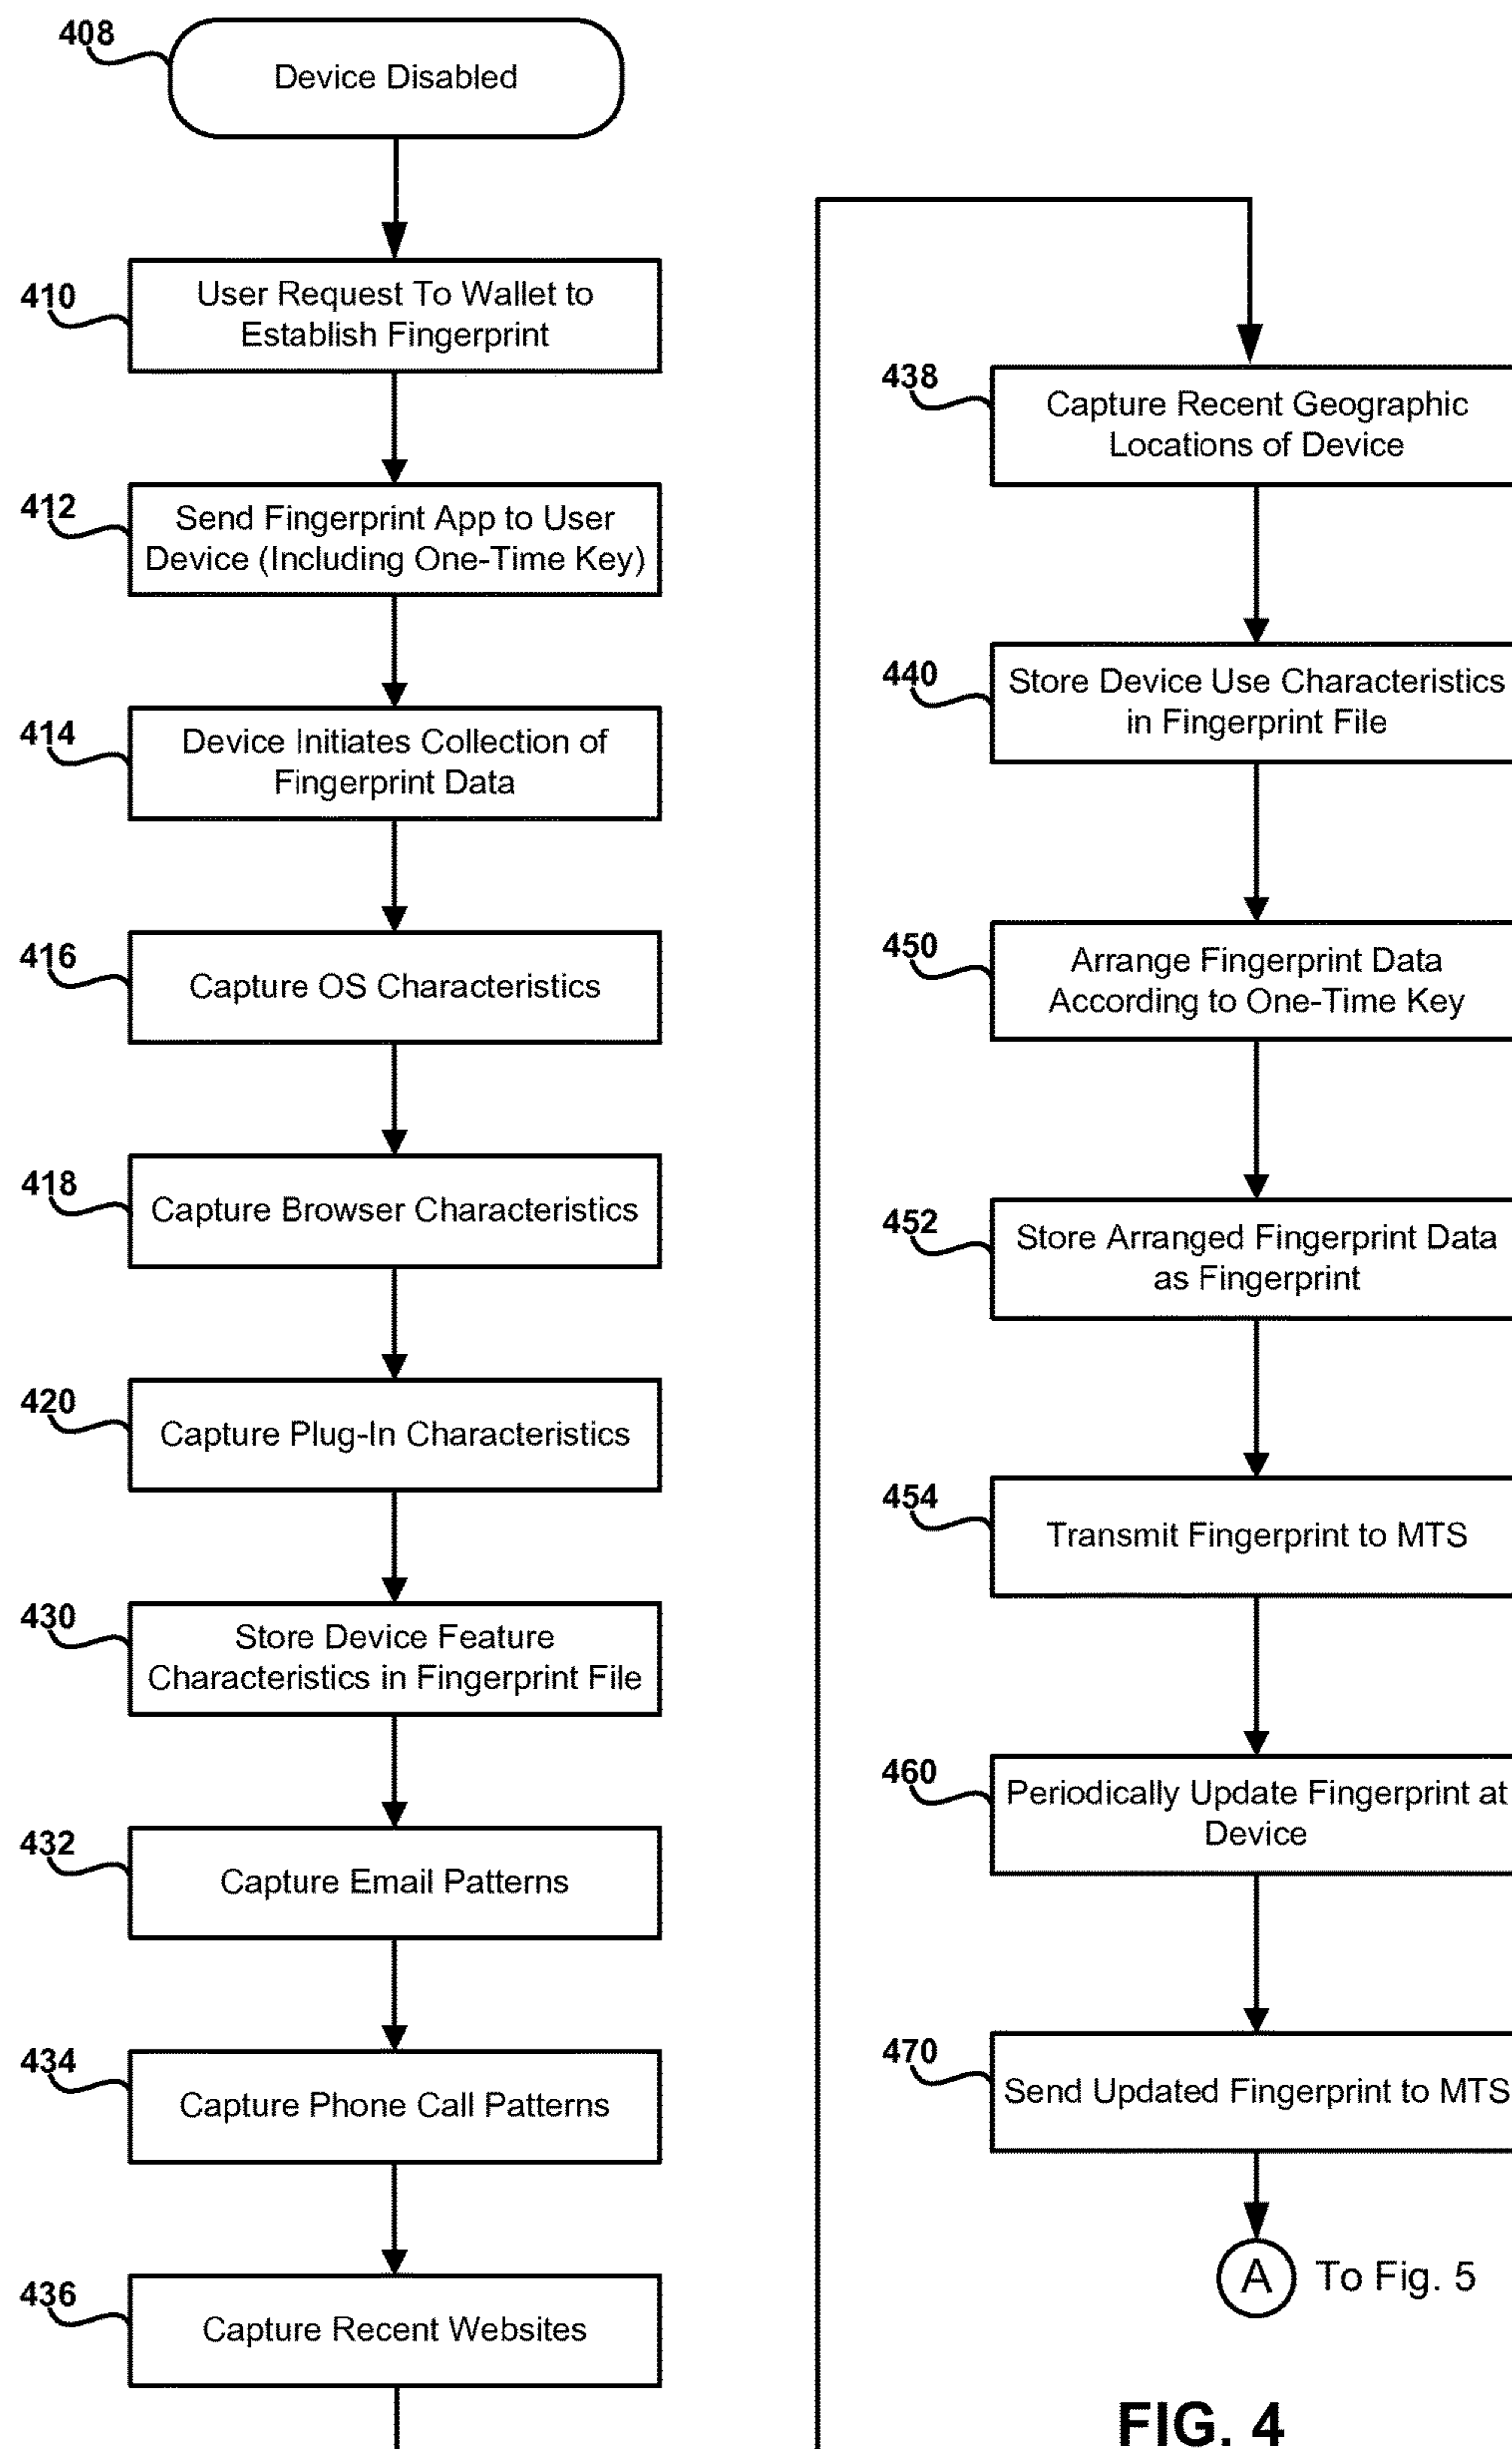 408
Device Disabled
410
User Request To Wallet to
Establish Fingerprint
412
Send Fingerprint App to User
Device (Including One-Time Key)
414
Device Initiates Collection of
Fingerprint Data
416
Capture OS Characteristics
418
Capture Browser Characteristics
420
Capture Plug-In Characteristics
430
Store Device Feature
Characteristics in Fingerprint File
432
Capture Email Patterns
434
Capture Phone Call Patterns
436
Capture Recent Websites
438
Capture Recent Geographic
Locations of Device
440
Store Device Use Characteristics
in Fingerprint File
450
Arrange Fingerprint Data
According to One-Time Key
452
Store Arranged Fingerprint Data
as Fingerprint
454
Transmit Fingerprint to MTS
460
Periodically Update Fingerprint at
Device
470
Send Updated Fingerprint to MTS
A To Fig. 5
FIG. 4